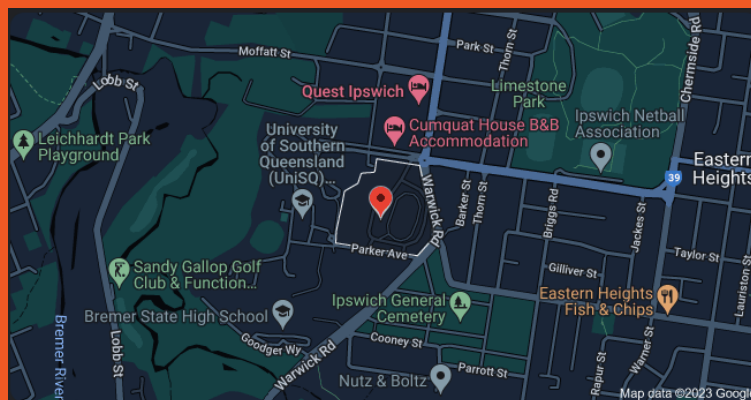 Moffatt St
Park St
Thorn St
Chermside Rd
Lobb St
Quest Ipswich
Limestone
Park
Leichhardt Park
Playground
University
of Southern
Queensland
(UniSQ)...
Cumquat House B&B
Accommodation
Ipswich Netball
Association
Eastern
Heights
39
Warwick Rd
Barker St
Thorn St
Briggs Rd
Jackes St
Parker Ave
Taylor St
Lauriston St
Sandy Gallop Golf
Club & Function...
Gilliver St
Ipswich General
Cemetery
Eastern Heights
Fish & Chips
Bremer State High School
Bremer River
Lobb St
Goodger Wy
Cooney St
Warwick Rd
Warner St
Rapur St
Parrott St
Nutz & Boltz
Map data ©2023 Google